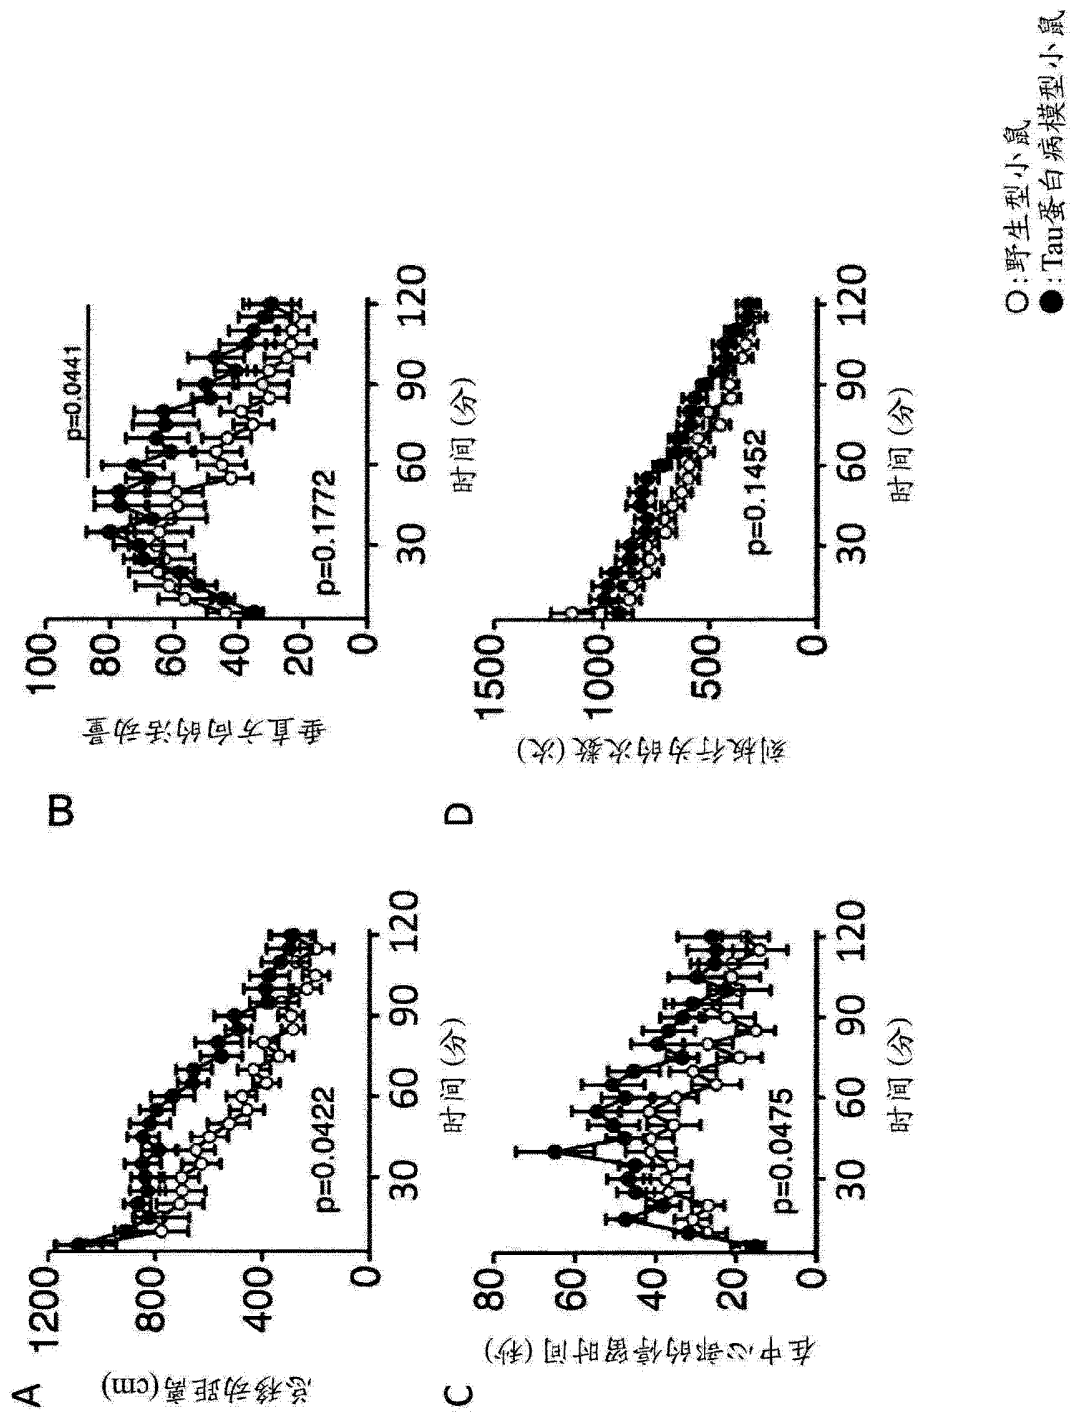 A
总移动距离(cm)
1200
800
400
0
30
60
90
120
时间(分)
p=0.0422
B
垂直方向的活动量
100
80
60
40
20
0
30
60
90
120
时间(分)
p=0.1772
p=0.0441
C
在中心部的停留时间(秒)
80
60
40
20
0
30
60
90
120
时间(分)
p=0.0475
D
刻板行为的次数(次)
1500
1000
500
0
30
60
90
120
时间(分)
p=0.1452
○:野生型小鼠
●:Tau蛋白病模型小鼠